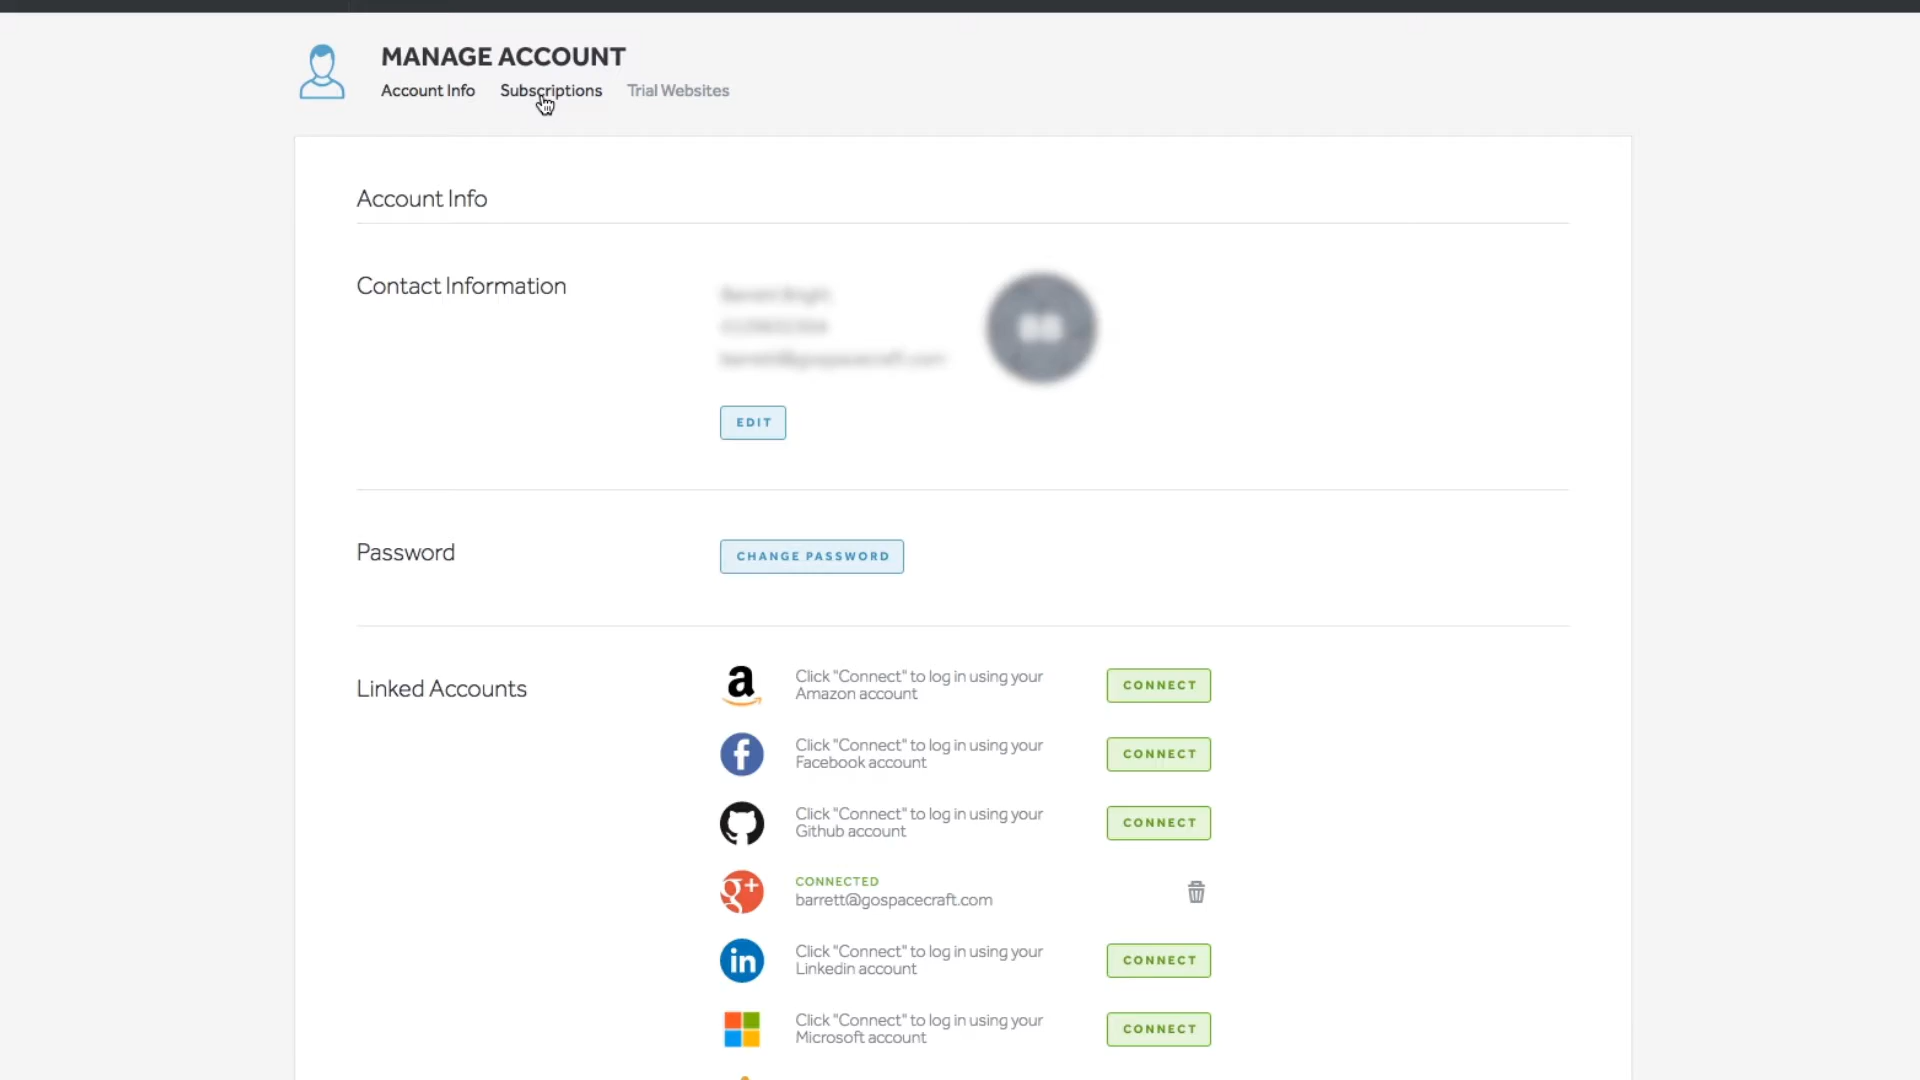 MANAGE ACCOUNT
Account Info Subscriptions Trial Websites
Account Info
Contact Information
EDIT
Password
CHANGE PASSWORD
Linked Accounts
Click "Connect" to log in using your
Amazon account
CONNECT
Click "Connect" to log in using your
Facebook account
CONNECT
Click "Connect" to log in using your
Github account
CONNECT
CONNECTED
barrett@gospacecraft.com
Click "Connect" to log in using your
Linkedin account
CONNECT
Click "Connect" to log in using your
Microsoft account
CONNECT